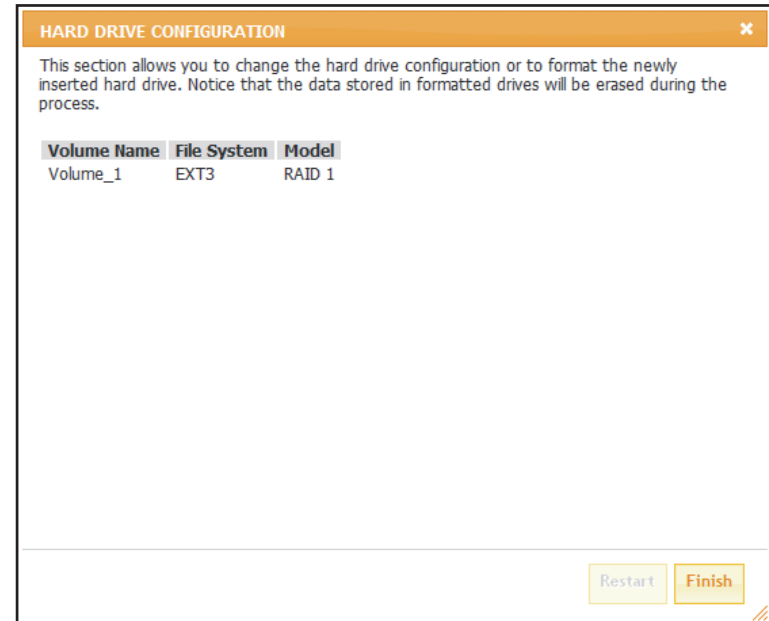 HARD DRIVE CONFIGURATION
This section allows you to change the hard drive configuration or to format the newly
inserted hard drive. Notice that the data stored in formatted drives will be erased during the
process.
Volume Name File System Model
Volume_1 EXT3 RAID 1
Restart Finish